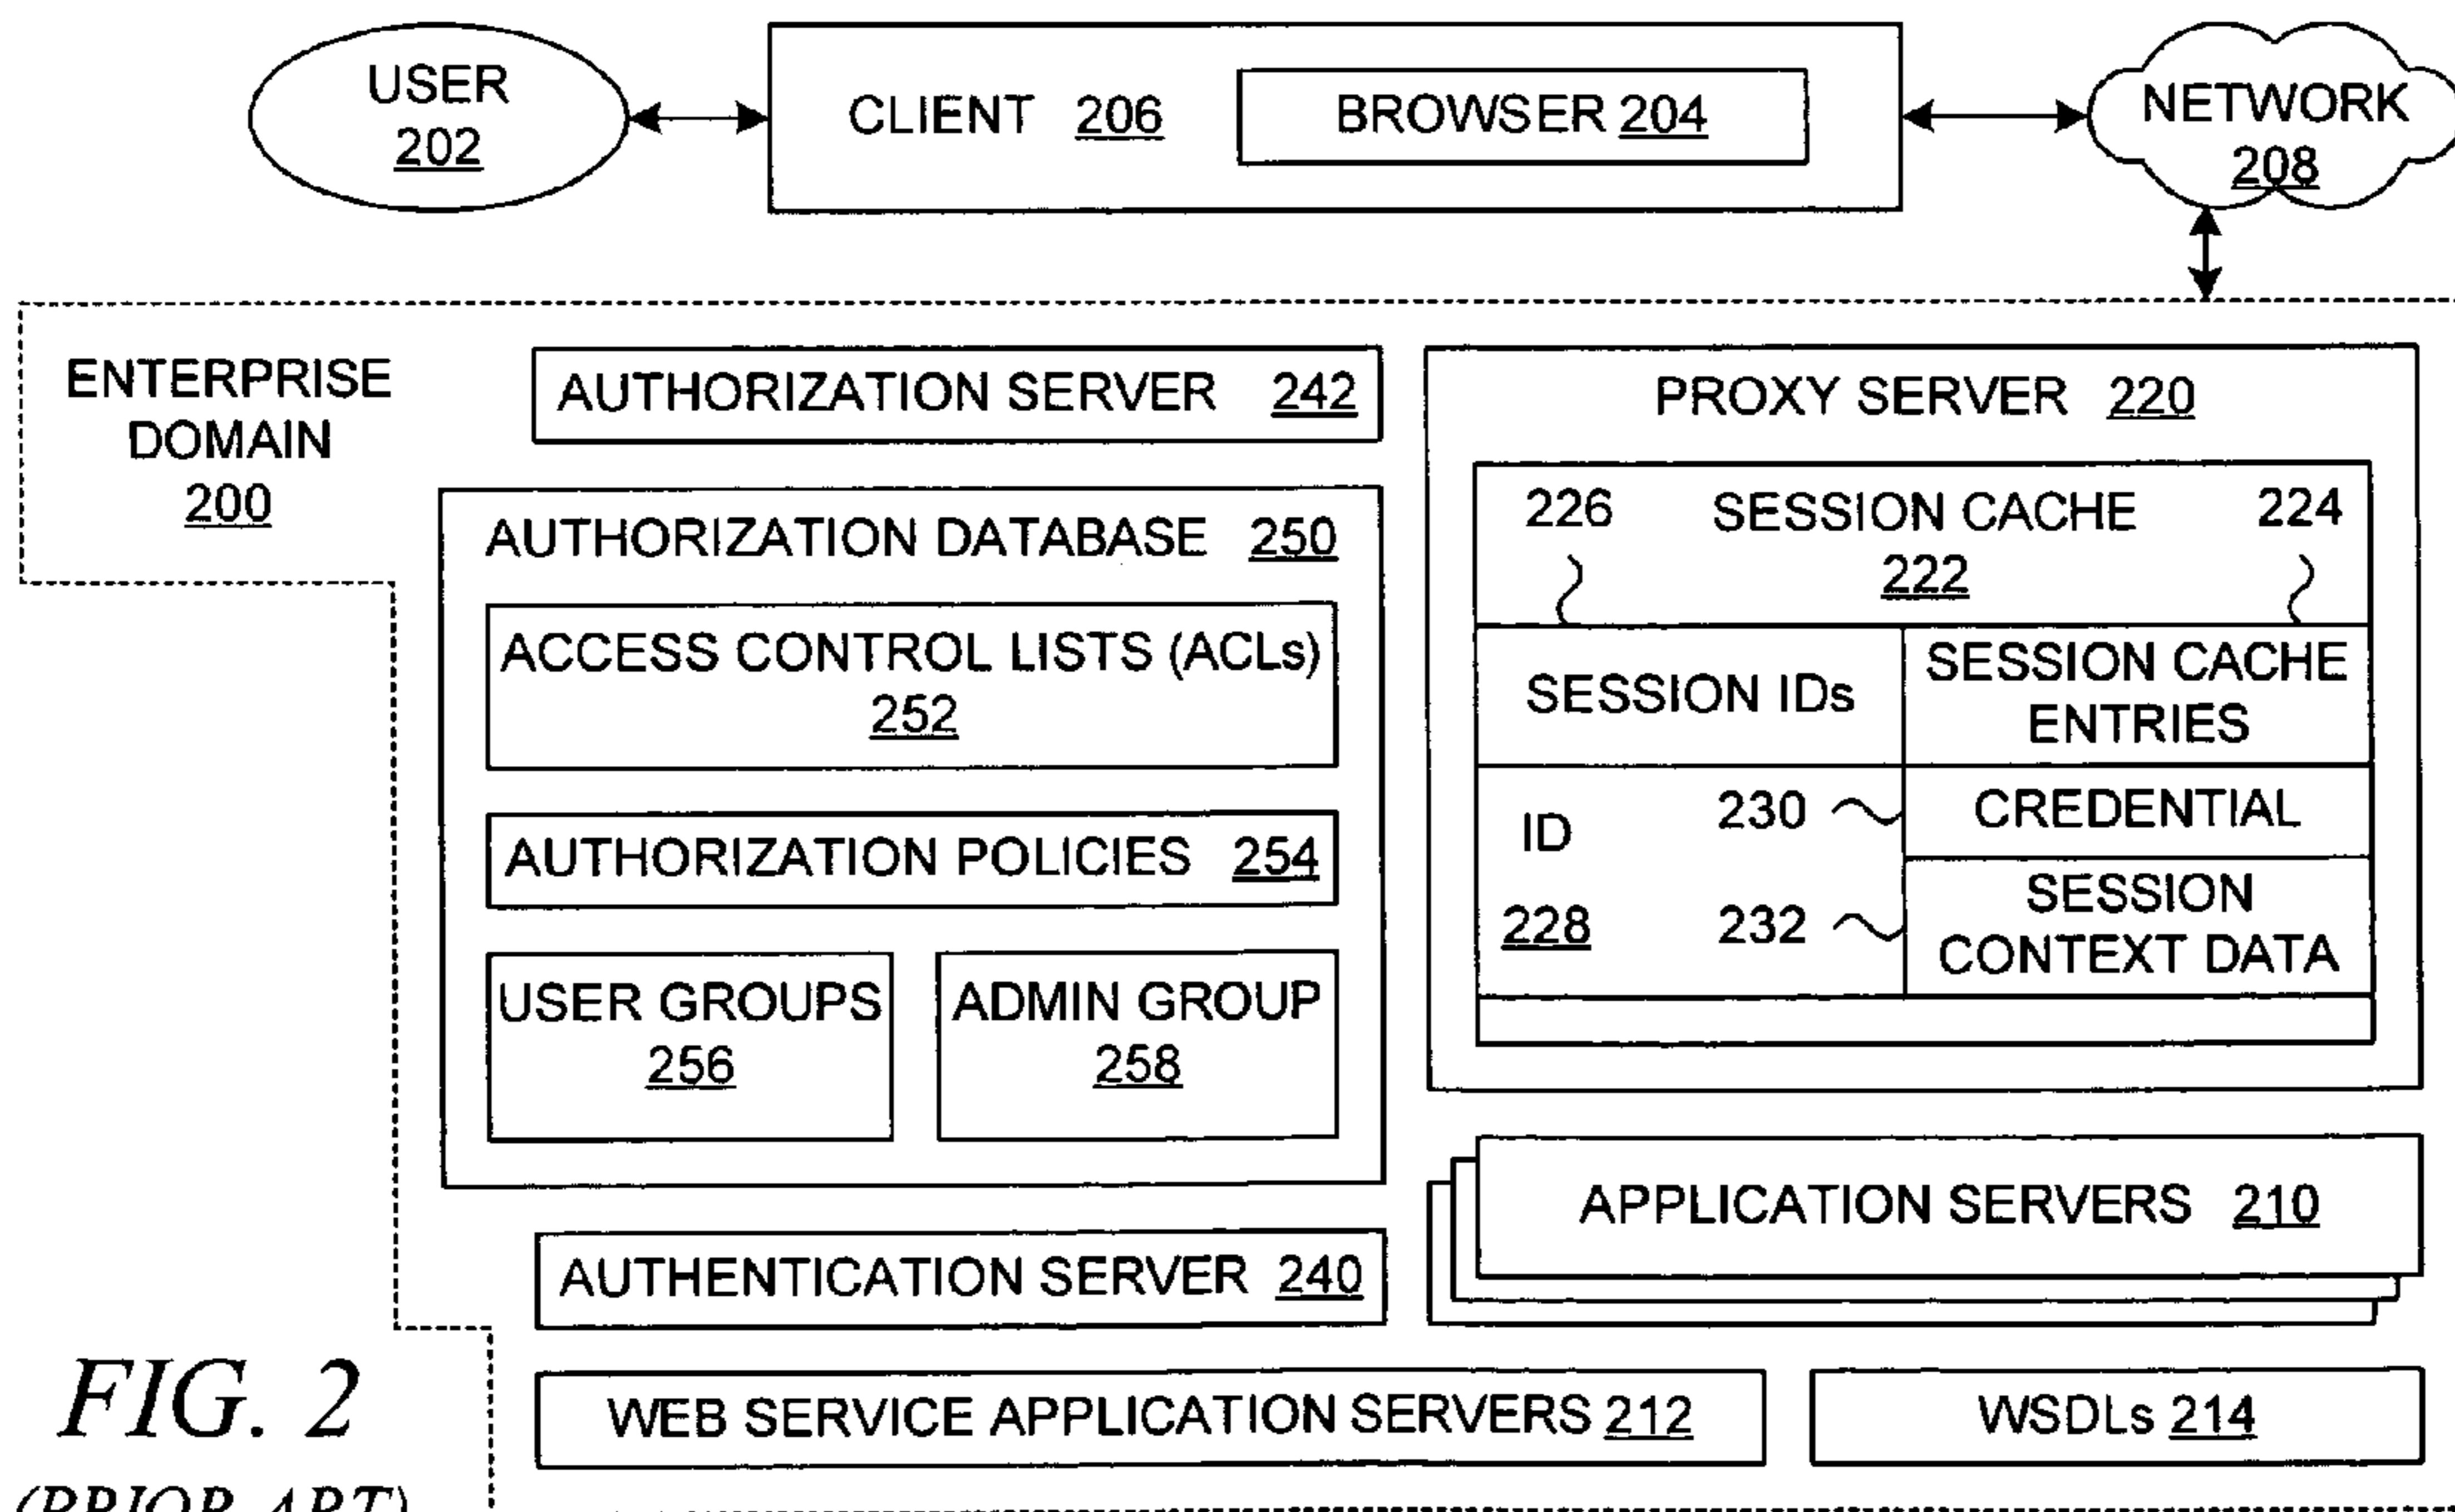 USER
202
CLIENT 206
BROWSER 204
NETWORK
208
ENTERPRISE
DOMAIN
200
AUTHORIZATION SERVER 242
AUTHORIZATION DATABASE 250
ACCESS CONTROL LISTS (ACLs)
252
AUTHORIZATION POLICIES 254
USER GROUPS
256
ADMIN GROUP
258
AUTHENTICATION SERVER 240
PROXY SERVER 220
226
SESSION CACHE
222
224
SESSION IDs
SESSION CACHE
ENTRIES
ID
228
230
CREDENTIAL
232
SESSION
CONTEXT DATA
APPLICATION SERVERS 210
WEB SERVICE APPLICATION SERVERS 212
WSDLs 214
FIG. 2
(PRIOR ART)